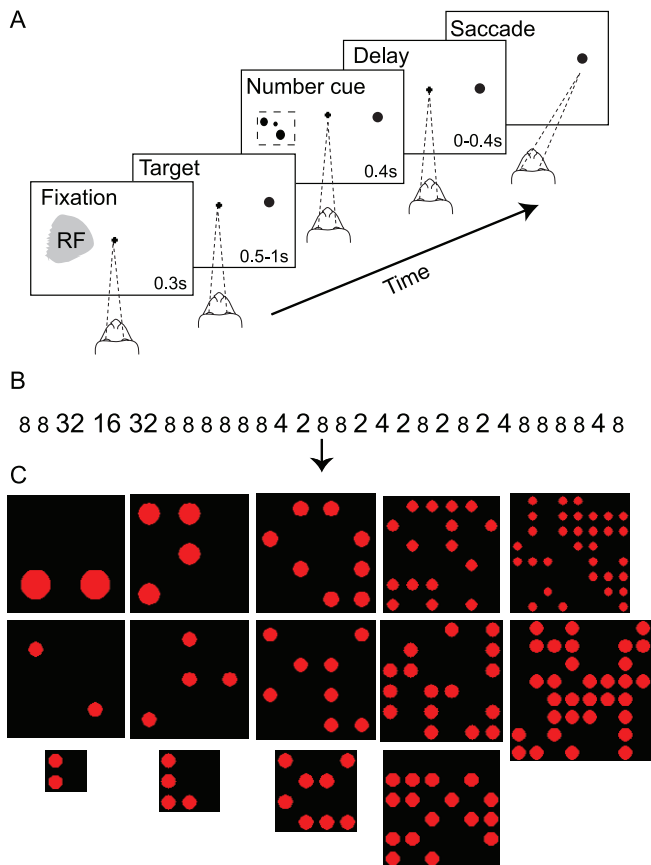 A
Saccade
Delay
0-0.4s
Number cue
0.4s
Target
0.5-1s
Fixation
RF
0.3s
Time
B
8 8 32 16 32 8 8 8 8 8 8 4 2 8 8 2 4 2 8 2 8 2 4 8 8 8 8 4 8
C